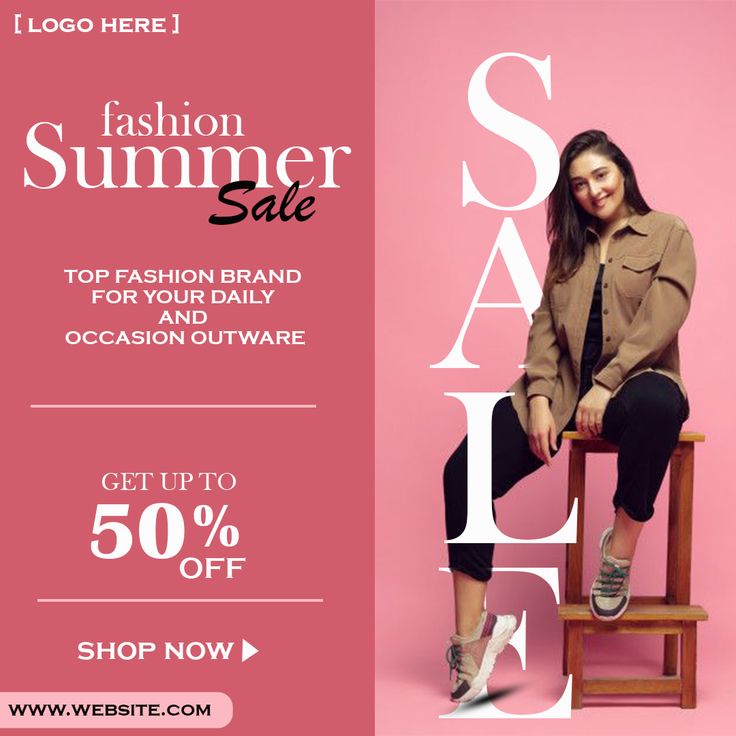 [ LOGO HERE ]
fashion
Summer
Sale
TOP FASHION BRAND
FOR YOUR DAILY
AND
OCCASION OUTWARE
GET UP TO
50%
OFF
SHOP NOW
WWW.WEBSITE.COM
SALE